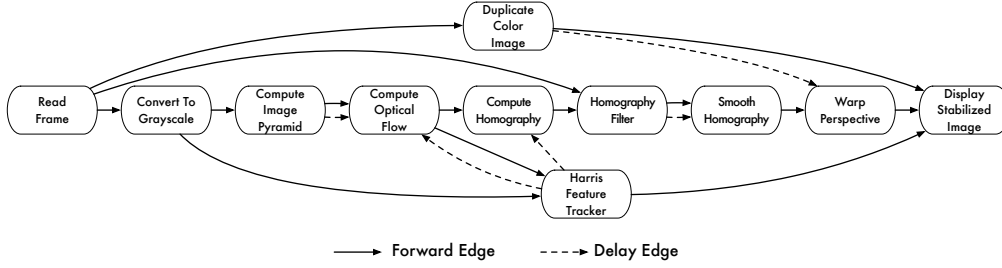 Duplicate
Color
Image
Read
Frame
Convert To
Grayscale
Compute
Image
Pyramid
Compute
Optical
Flow
Compute
Homography
Homography
Filter
Smooth
Homography
Warp
Perspective
Display
Stabilized
Image
Harris
Feature
Tracker
Forward Edge
Delay Edge